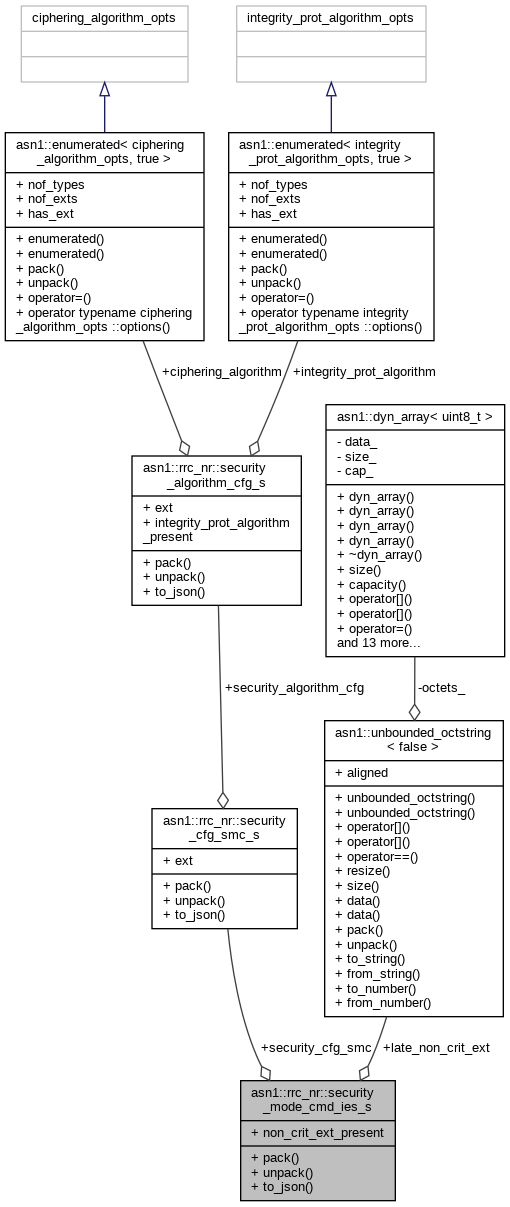 ciphering_algorithm_opts
integrity_prot_algorithm_opts
asn1::enumerated< ciphering
_algorithm_opts, true >
+ nof_types
+ nof_exts
+ has_ext
+ enumerated()
+ enumerated()
+ pack()
+ unpack()
+ operator=()
+ operator typename ciphering
_algorithm_opts ::options()
asn1::enumerated< integrity
_prot_algorithm_opts, true >
+ nof_types
+ nof_exts
+ has_ext
+ enumerated()
+ enumerated()
+ pack()
+ unpack()
+ operator=()
+ operator typename integrity
_prot_algorithm_opts ::options()
+ciphering_algorithm
+integrity_prot_algorithm
asn1::rrc_nr::security
_algorithm_cfg_s
+ ext
+ integrity_prot_algorithm
_present
+ pack()
+ unpack()
+ to_json()
asn1::dyn_array< uint8_t >
- data_
- size_
- cap_
+ dyn_array()
+ dyn_array()
+ dyn_array()
+ dyn_array()
+ ~dyn_array()
+ size()
+ capacity()
+ operator[]()
+ operator[]()
+ operator=()
and 13 more...
+security_algorithm_cfg
-octets_
asn1::unbounded_octstring
< false >
+ aligned
+ unbounded_octstring()
+ unbounded_octstring()
+ operator[]()
+ operator[]()
+ operator==()
+ resize()
+ size()
+ data()
+ data()
+ pack()
+ unpack()
+ to_string()
+ from_string()
+ to_number()
+ from_number()
asn1::rrc_nr::security
_cfg_smc_s
+ ext
+ pack()
+ unpack()
+ to_json()
+security_cfg_smc
+late_non_crit_ext
asn1::rrc_nr::security
_mode_cmd_ies_s
+ non_crit_ext_present
+ pack()
+ unpack()
+ to_json()